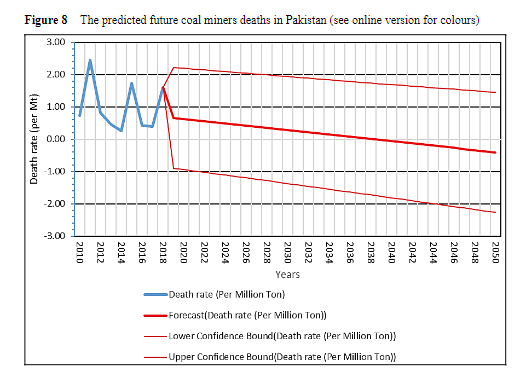 Figure 8 The predicted future coal miners deaths in Pakistan (see online version for colours)
3.00
2.00
1.00
0.00
-1.00
-2.00
-3.00
Death rate (per Mt)
2010 2012 2014 2016 2018 2020 2022 2024 2026 2028 2030 2032 2034 2036 2038 2040 2042 2044 2046 2048 2050
Years
Death rate (Per Million Ton)
Forecast(Death rate (Per Million Ton))
Lower Confidence Bound(Death rate (Per Million Ton))
Upper Confidence Bound(Death rate (Per Million Ton))